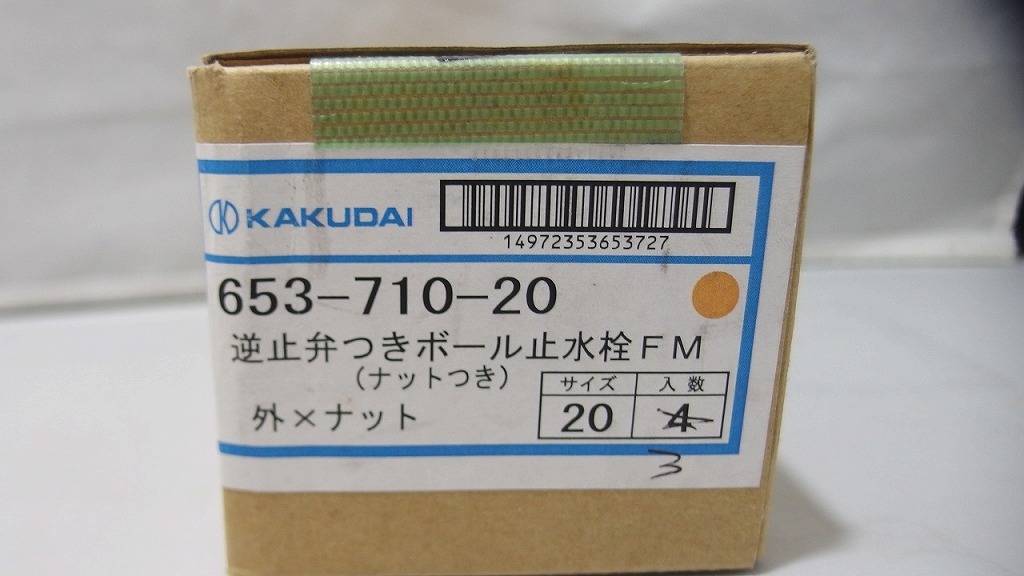 KAKUDAI
14972353653727
653-710-20
逆止弁つきボール止水栓FM
(ナットつき)
外×ナット
サイズ 入数
20 4
3